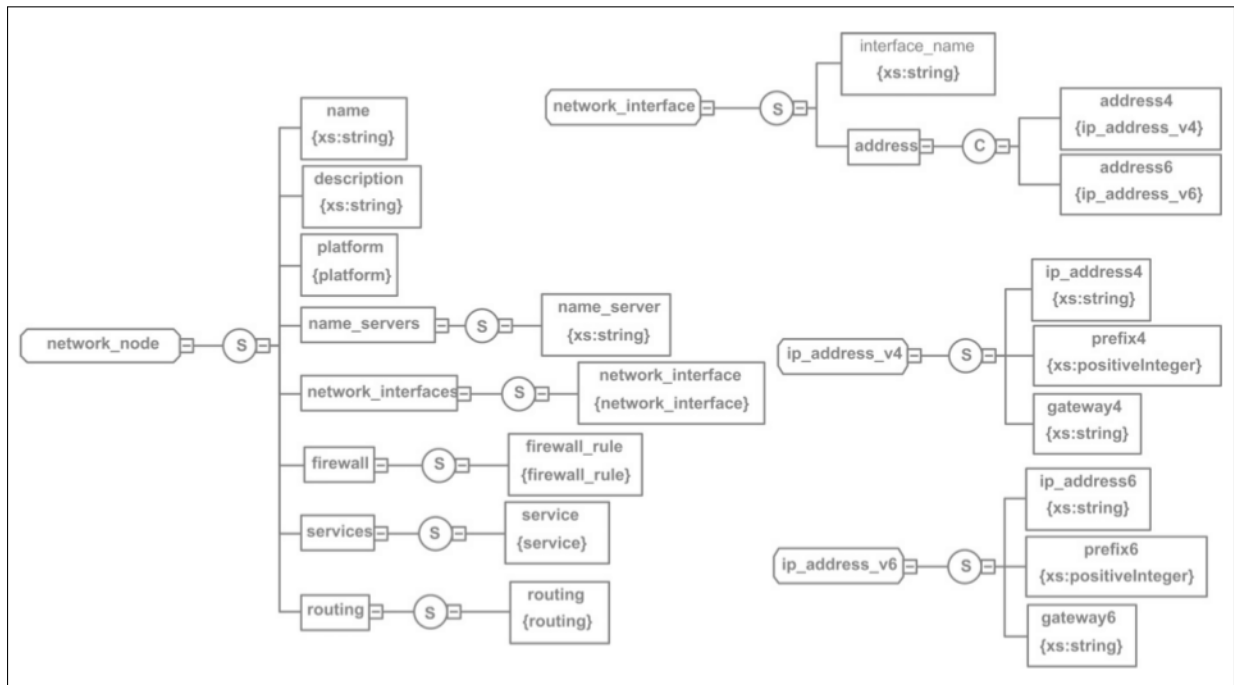 network_node
S
name
{xs:string}
description
{xs:string}
platform
{platform}
name_servers
S
name_server
{xs:string}
network_interfaces
S
network_interface
{network_interface}
firewall
S
firewall_rule
{firewall_rule}
services
S
service
{service}
routing
S
routing
{routing}
network_interface
S
interface_name
{xs:string}
address
C
address4
{ip_address_v4}
address6
{ip_address_v6}
ip_address_v4
S
ip_address4
{xs:string}
prefix4
{xs:positiveInteger}
gateway4
{xs:string}
ip_address_v6
S
ip_address6
{xs:string}
prefix6
{xs:positiveInteger}
gateway6
{xs:string}